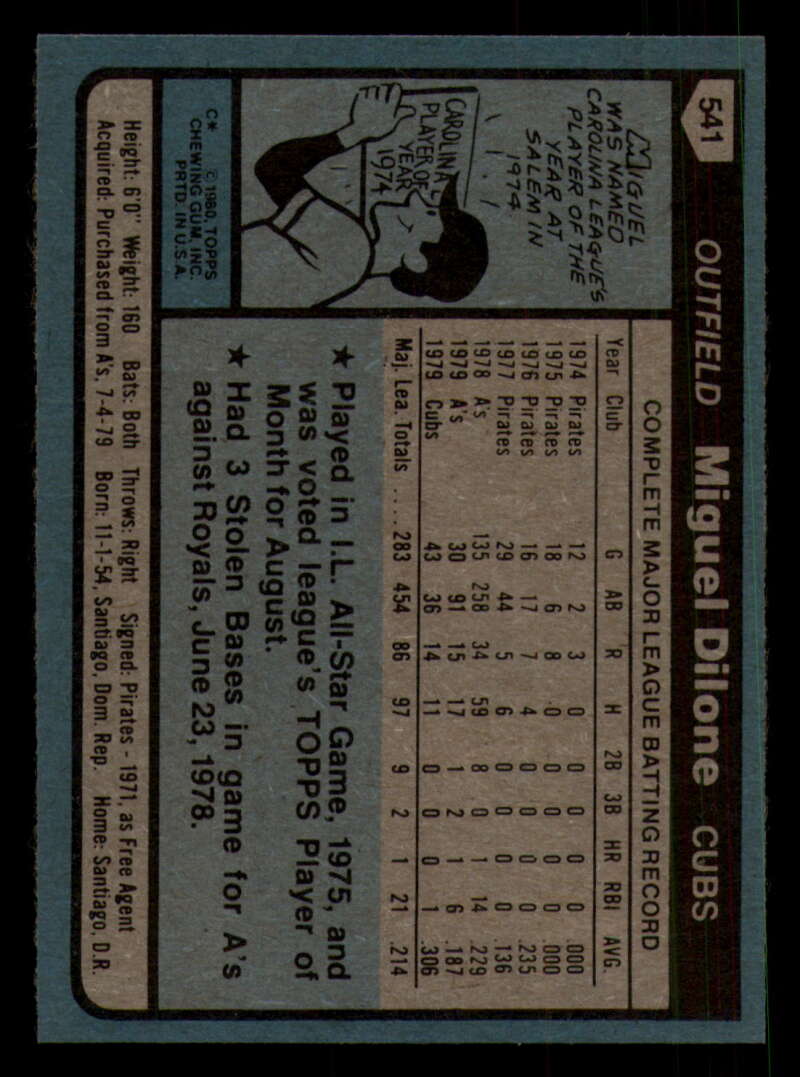 541
OUTFIELD Miguel Dilone CUBS
MIGUEL
WAS NAMED
CAROLINA LEAGUE'S
PLAYER OF THE
YEAR AT
SALEM IN
1974.
CAROLINA
PLAYER OF
YEAR
1974
C* © 1980, TOPPS
CHEWING GUM, INC.
PRTD. IN U.S.A.
COMPLETE MAJOR LEAGUE BATTING RECORD
Year Club G AB R H 2B 3B HR RBI AVG.
1974 Pirates 12 2 3 0 0 0 0 0 .000
1975 Pirates 18 6 8 0 0 0 0 0 .000
1976 Pirates 16 17 7 4 0 0 0 0 .235
1977 Pirates 29 44 5 6 0 0 0 0 .136
1978 A's 135 258 34 59 8 0 1 14 .229
1979 A's 30 91 15 17 1 2 1 6 .187
1979 Cubs 43 36 14 11 0 0 0 1 .306
Maj. Lea. Totals .... 283 454 86 97 9 2 1 21 .214
★ Played in I.L. All-Star Game, 1975, and
was voted league's TOPPS Player of
Month for August.
★ Had 3 Stolen Bases in game for A's
against Royals, June 23, 1978.
Height: 6'0" Weight: 160 Bats: Both Throws: Right Signed: Pirates - 1971, as Free Agent
Acquired: Purchased from A's, 7-4-79 Born: 11-1-54, Santiago, Dom. Rep. Home: Santiago, D.R.